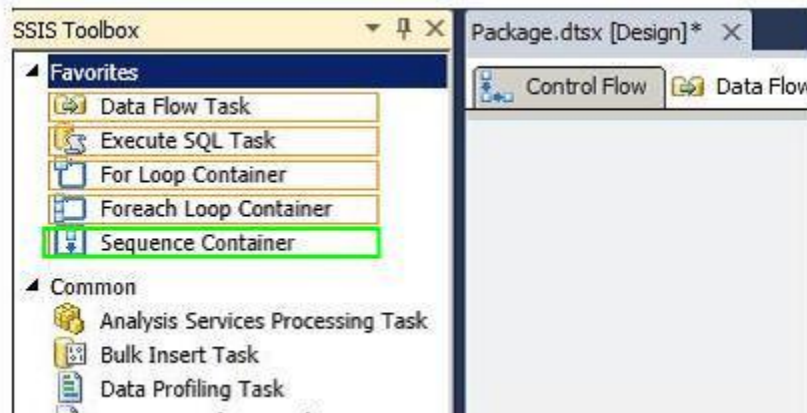 SSIS Toolbox
Package.dtsx [Design]*
Favorites
Control Flow
Data Flow
Data Flow Task
Execute SQL Task
For Loop Container
Foreach Loop Container
Sequence Container
Common
Analysis Services Processing Task
Bulk Insert Task
Data Profiling Task